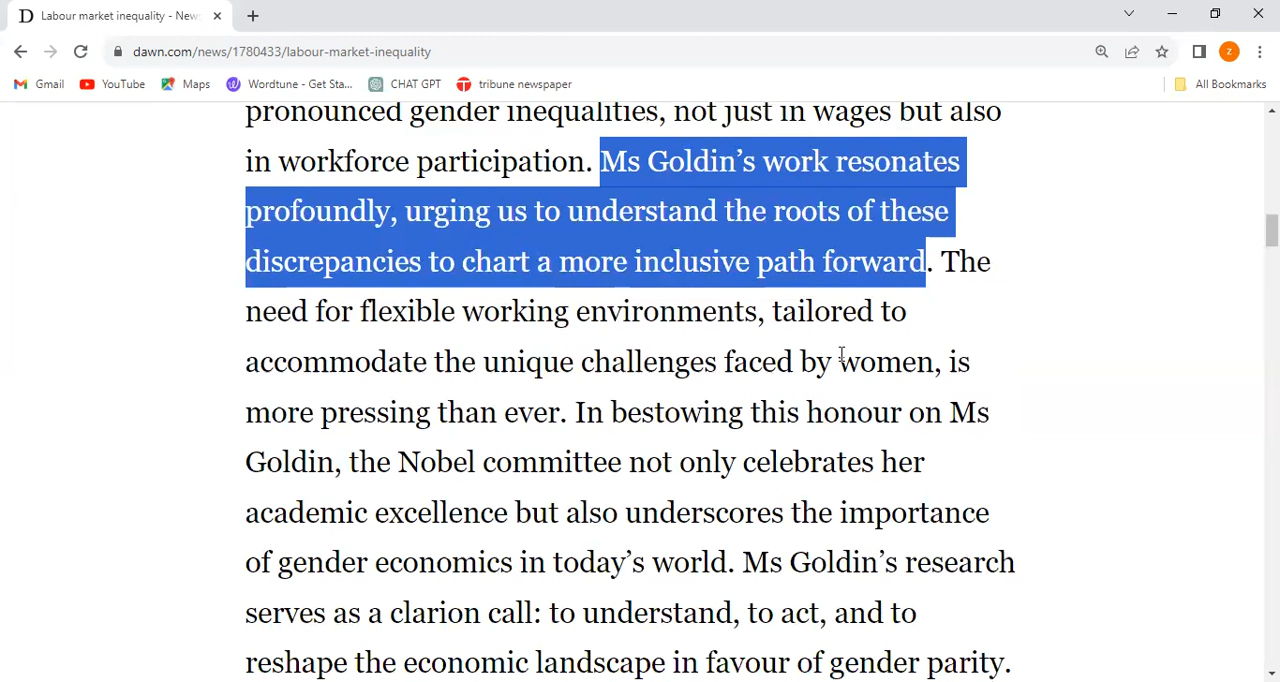 Labour market inequality - New
dawn.com/news/1780433/labour-market-inequality
Z
Gmail
YouTube
Maps
Wordtune - Get Sta...
CHAT GPT
tribune newspaper
All Bookmarks
pronounced gender inequalities, not just in wages but also
in workforce participation. Ms Goldin’s work resonates
profoundly, urging us to understand the roots of these
discrepancies to chart a more inclusive path forward. The
need for flexible working environments, tailored to
accommodate the unique challenges faced by women, is
more pressing than ever. In bestowing this honour on Ms
Goldin, the Nobel committee not only celebrates her
academic excellence but also underscores the importance
of gender economics in today’s world. Ms Goldin’s research
serves as a clarion call: to understand, to act, and to
reshape the economic landscape in favour of gender parity.